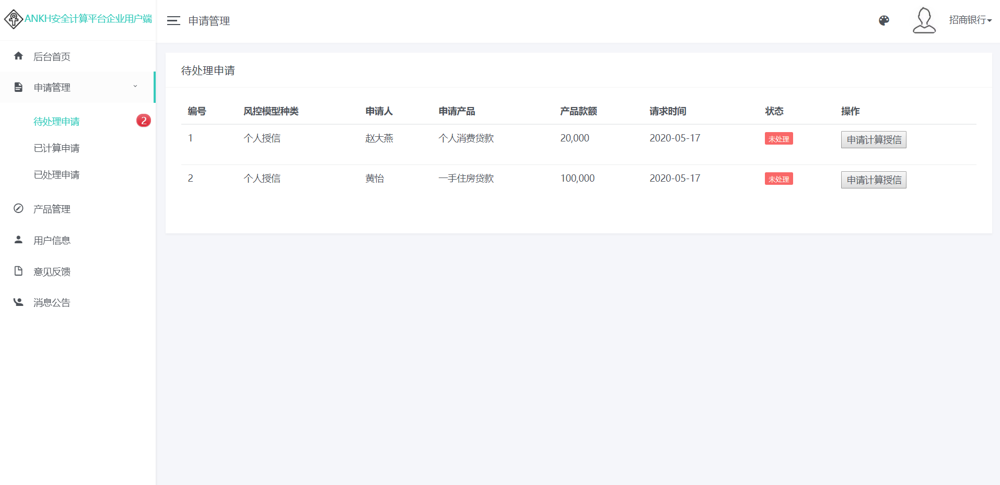 ANKH安全计算平台企业用户端
申请管理
招商银行
后台首页
申请管理
待处理申请 2
已计算申请
已处理申请
产品管理
用户信息
意见反馈
消息公告
待处理申请
编号 风控模型种类 申请人 申请产品 产品款额 请求时间 状态 操作
1 个人授信 赵大燕 个人消费贷款 20,000 2020-05-17 未处理 申请计算授信
2 个人授信 黄怡 一手住房贷款 100,000 2020-05-17 未处理 申请计算授信